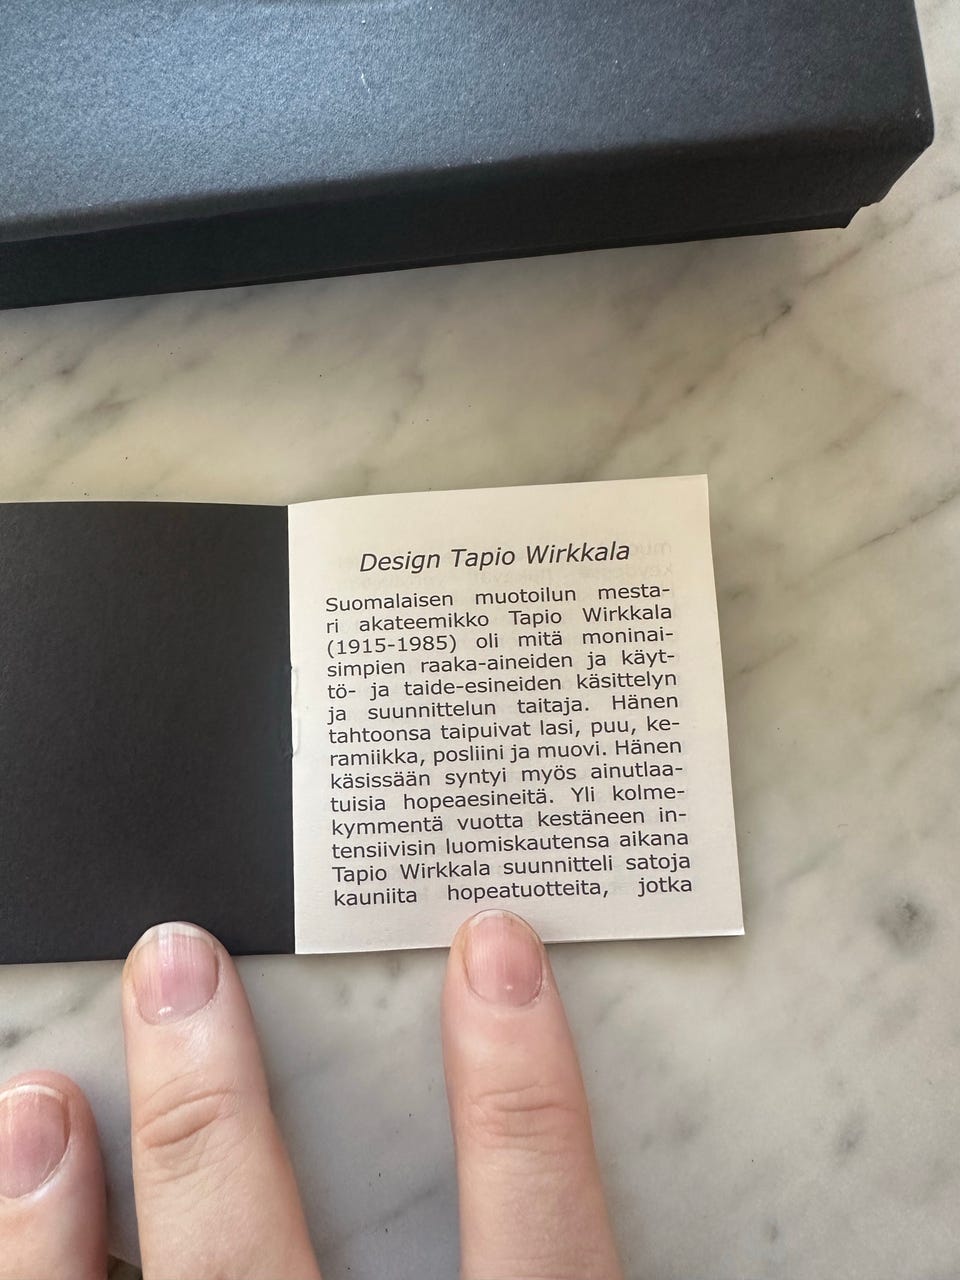 Design Tapio Wirkkala
Suomalaisen muotoilun mesta-
ri akateemikko Tapio Wirkkala
(1915-1985) oli mitä moninai-
simpien raaka-aineiden ja käyt-
tö- ja taide-esineiden käsittelyn
ja suunnittelun taitaja. Hänen
tahtoonsa taipuivat lasi, puu, ke-
ramiikka, posliini ja muovi. Hänen
käsissään syntyi myös ainutlaa-
tuisia hopeaesineitä. Yli kolme-
kymmentä vuotta kestäneen in-
tensiivisin luomiskautensa aikana
Tapio Wirkkala suunnitteli satoja
kauniita hopeatuotteita, jotka